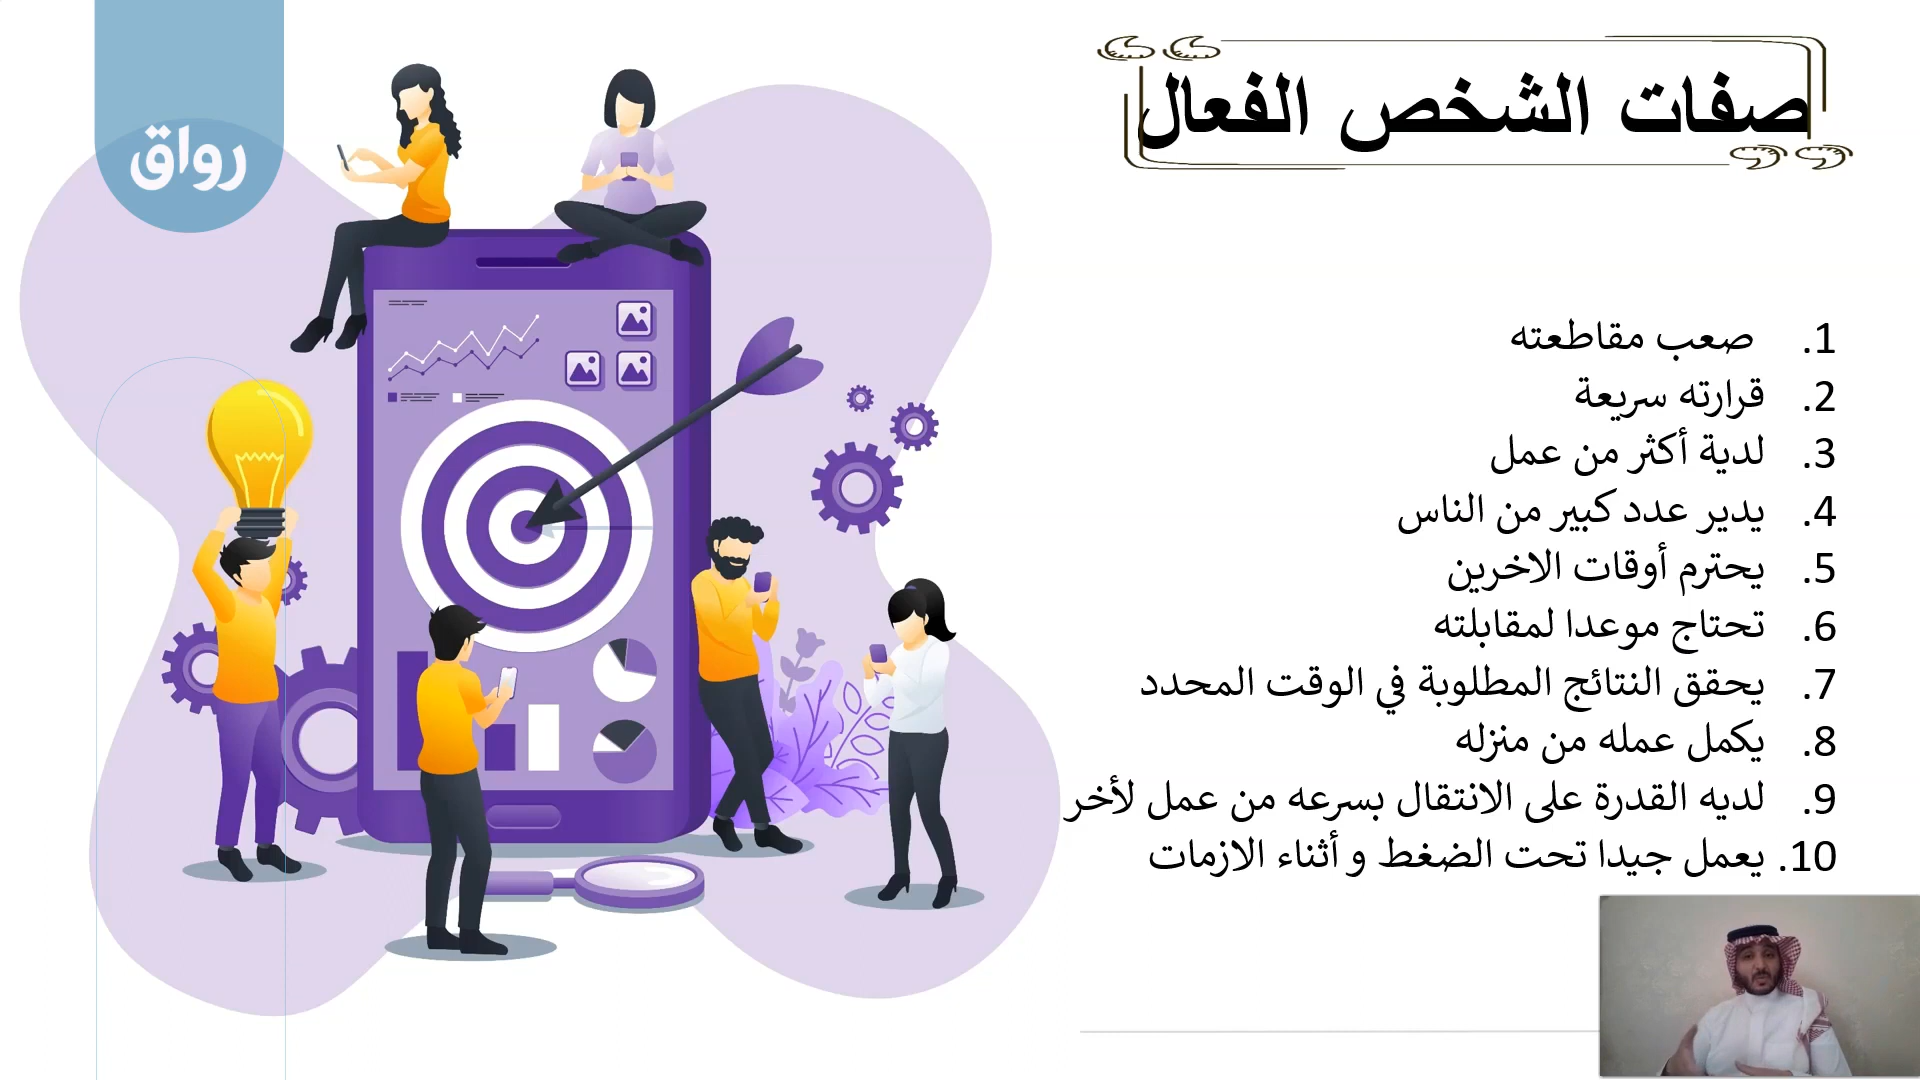 رواق
صفات الشخص الفعال
1. صعب مقاطعته
2. قرارته سريعة
3. لدية أكثر من عمل
4. يدير عدد كبير من الناس
5. يحترم أوقات الاخرين
6. تحتاج موعدا لمقابلته
7. يحقق النتائج المطلوبة في الوقت المحدد
8. يكمل عمله من منزله
9. لديه القدرة على الانتقال بسرعه من عمل لأخر
10. يعمل جيدا تحت الضغط و أثناء الازمات